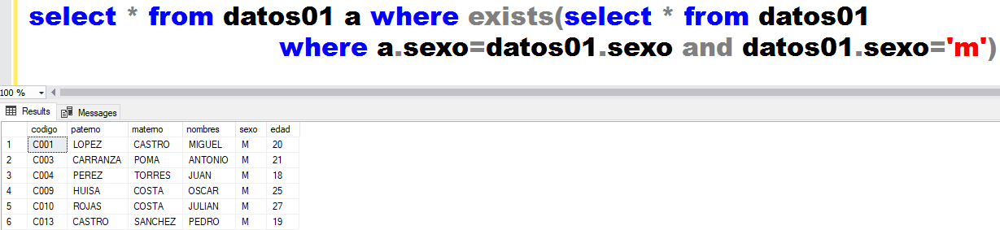 select * from datos01 a where exists(select * from datos01
where a.sexo=datos01.sexo and datos01.sexo='m')
100 %
Results Messages
codigo paterno materno nombres sexo edad
1 C001 LOPEZ CASTRO MIGUEL M 20
2 C003 CARRANZA POMA ANTONIO M 21
3 C004 PEREZ TORRES JUAN M 18
4 C009 HUISA COSTA OSCAR M 25
5 C010 ROJAS COSTA JULIAN M 27
6 C013 CASTRO SANCHEZ PEDRO M 19